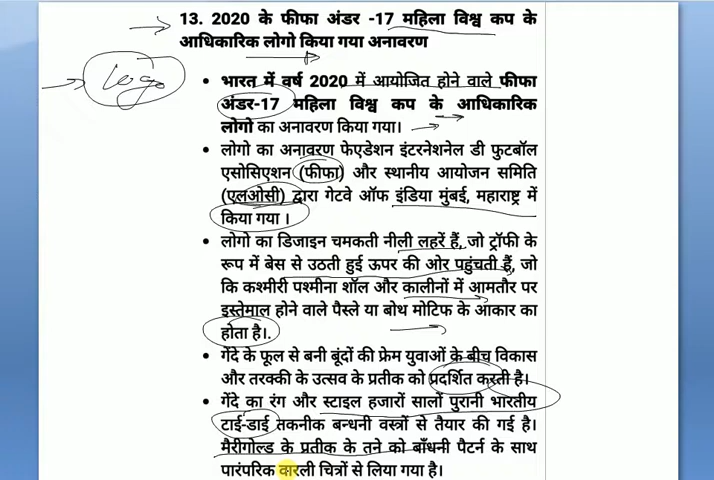 13. 2020 के फीफा अंडर -17 महिला विश्व कप के
आधिकारिक लोगो किया गया अनावरण
logo
भारत में वर्ष 2020 में आयोजित होने वाले फीफा
अंडर-17 महिला विश्व कप के आधिकारिक
लोगो का अनावरण किया गया।
लोगो का अनावरण फेएडेशन इंटरनेशनेल डी फुटबॉल
एसोसिएशन (फीफा) और स्थानीय आयोजन समिति
(एलओसी) द्वारा गेटवे ऑफ इंडिया मुंबई, महाराष्ट्र में
किया गया ।
लोगो का डिजाइन चमकती नीली लहरें हैं, जो ट्रॉफी के
रूप में बेस से उठती हुई ऊपर की ओर पहुंचती हैं, जो
कि कश्मीरी पश्मीना शॉल और कालीनों में आमतौर पर
इस्तेमाल होने वाले पैस्ले या बोथ मोटिफ के आकार का
होता है।.
गेंदे के फूल से बनी बूंदों की फ्रेम युवाओं के बीच विकास
और तरक्की के उत्सव के प्रतीक को प्रदर्शित करती है।
गेंदे का रंग और स्टाइल हजारों सालों पुरानी भारतीय
टाई-डाई तकनीक बन्धनी वस्त्रों से तैयार की गई है।
मैरीगोल्ड के प्रतीक के तने को बाँधनी पैटर्न के साथ
पारंपरिक वारली चित्रों से लिया गया है।